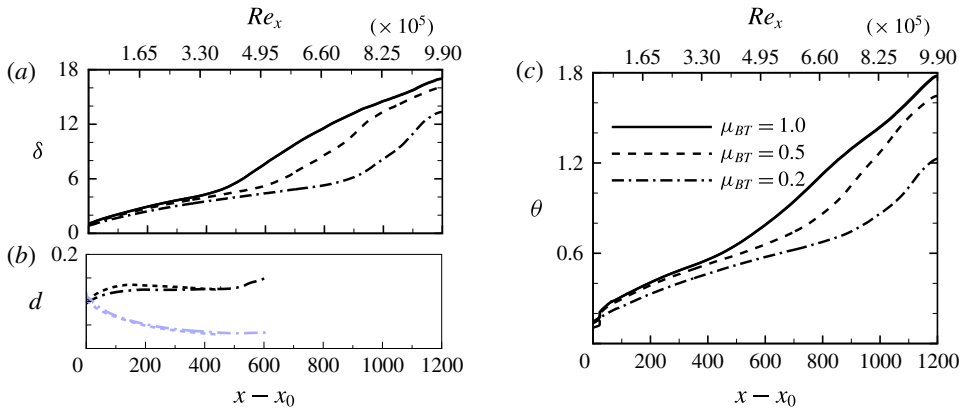 Re_x
(× 10^5)
1.65 3.30 4.95 6.60 8.25 9.90
(a)
18
12
δ
6
0
(b)
0.2
d
0 200 400 600 800 1000 1200
x − x_0
Re_x
(× 10^5)
1.65 3.30 4.95 6.60 8.25 9.90
(c)
1.8
μ_BT = 1.0
μ_BT = 0.5
μ_BT = 0.2
1.2
θ
0.6
0 200 400 600 800 1000 1200
x − x_0